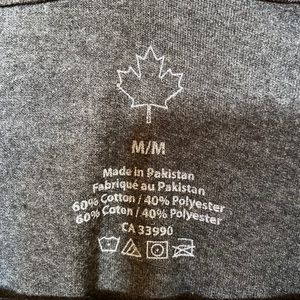 M/M
Made in Pakistan
Fabriqué au Pakistan
60% Cotton / 40% Polyester
60% Coton / 40% Polyester
CA 33990